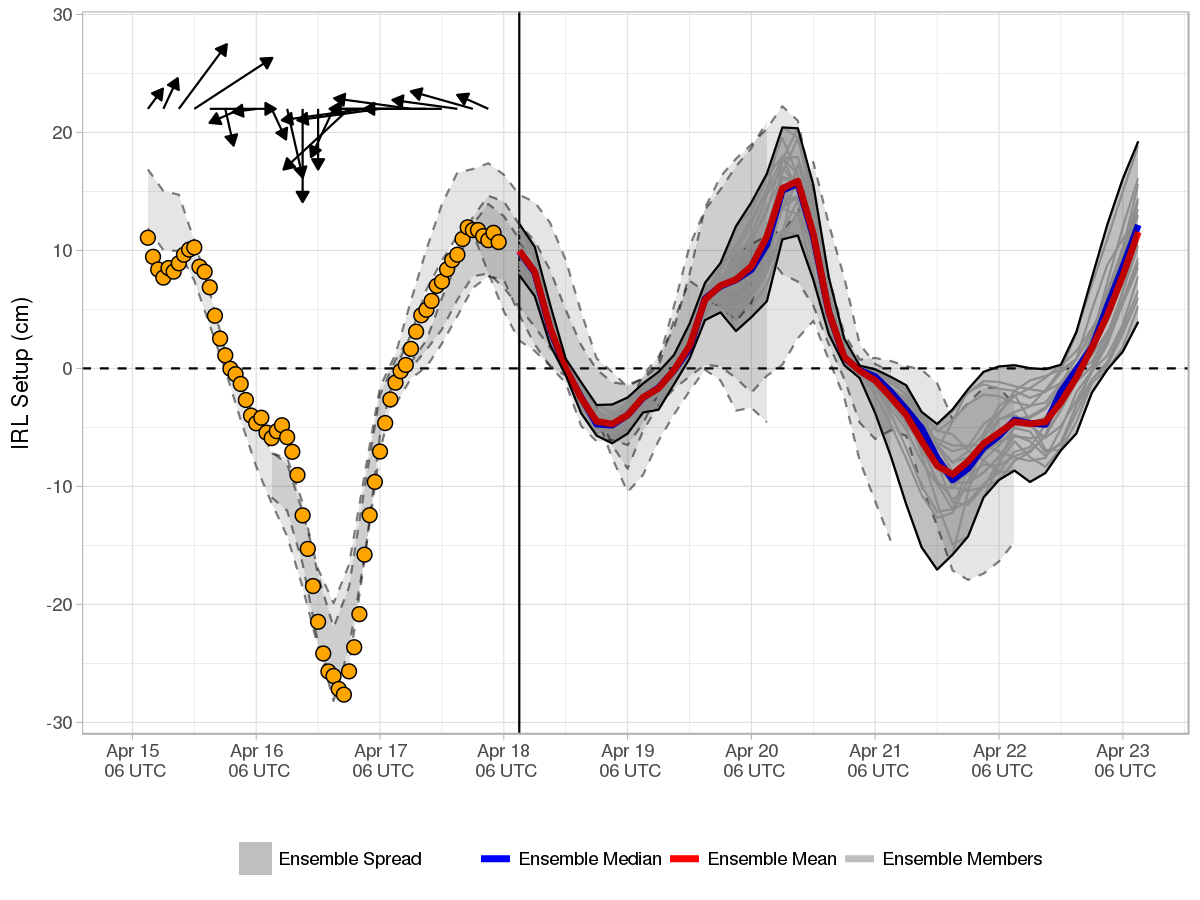 30
20
10
0
-10
-20
-30
IRL Setup (cm)
Apr 15 Apr 16 Apr 17 Apr 18 Apr 19 Apr 20 Apr 21 Apr 22 Apr 23
06 UTC 06 UTC 06 UTC 06 UTC 06 UTC 06 UTC 06 UTC 06 UTC 06 UTC
Ensemble Spread Ensemble Median Ensemble Mean Ensemble Members